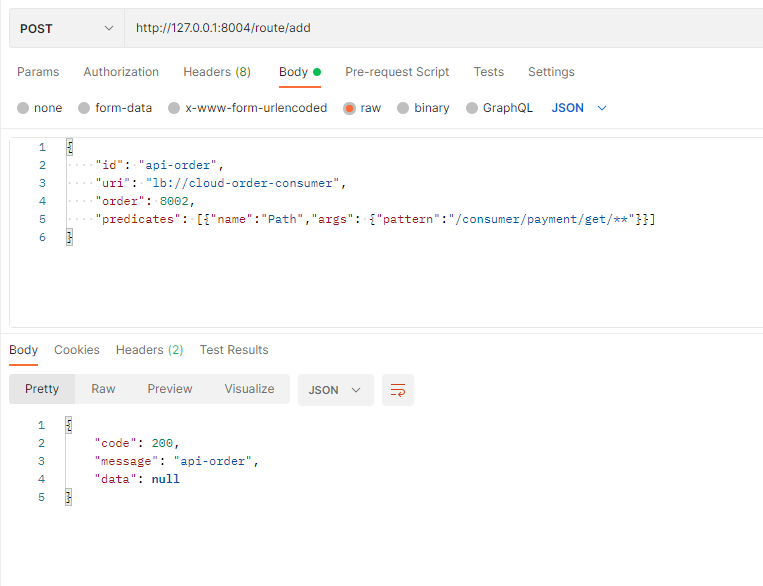 POST http://127.0.0.1:8004/route/add
Params Authorization Headers (8) Body Pre-request Script Tests Settings
none form-data x-www-form-urlencoded raw binary GraphQL JSON
1 {
2 ····"id":·"api-order",
3 ····"uri":·"lb://cloud-order-consumer",
4 ····"order":·8002,
5 ····"predicates":·[{"name":"Path","args":·{"pattern":"/consumer/payment/get/**"}}]
6 }
Body Cookies Headers (2) Test Results
Pretty Raw Preview Visualize JSON
1 {
2 "code": 200,
3 "message": "api-order",
4 "data": null
5 }